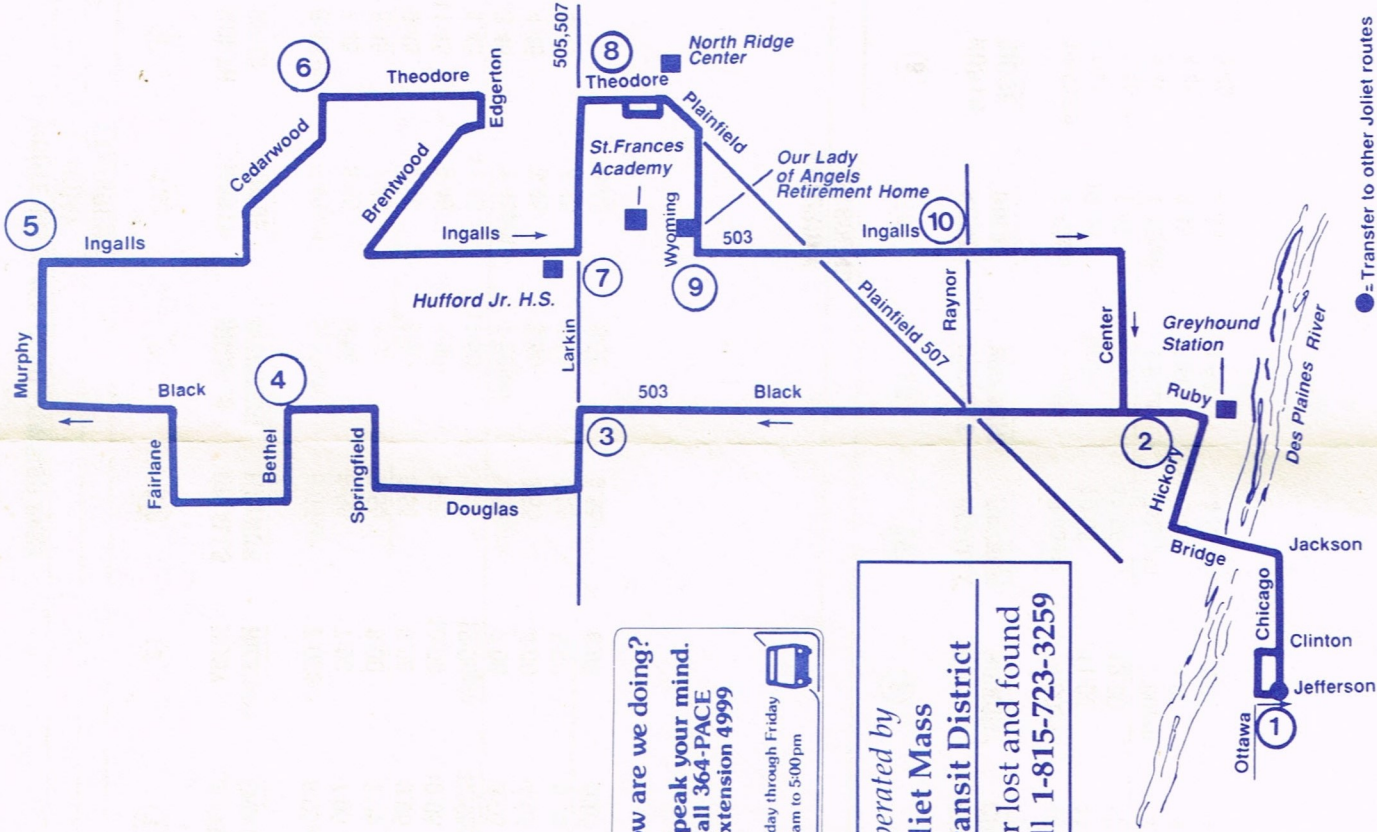 505,507
6
8
North Ridge
Center
Theodore
Edgerton
Theodore
Plainfield
Cedarwood
Brentwood
St.Frances
Academy
Our Lady
of Angels
Retirement Home
5
Ingalls
Ingalls
Wyoming
503
Ingalls
10
Hufford Jr. H.S.
7
9
Murphy
Larkin
Plainfield 507
Raynor
Center
Greyhound
Station
Des Plaines River
4
Black
503
Black
Ruby
3
2
Fairlane
Bethel
Springfield
Douglas
Hickory
Bridge
Jackson
Chicago
Clinton
Jefferson
Ottawa
1
= Transfer to other Joliet routes
ow are we doing?
peak your mind.
all 364-PACE
xtension 4999
day through Friday
am to 5:00pm
perated by
liet Mass
ansit District
r lost and found
ll 1-815-723-3259